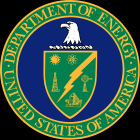 DEPARTMENT OF ENERGY
UNITED STATES OF AMERICA